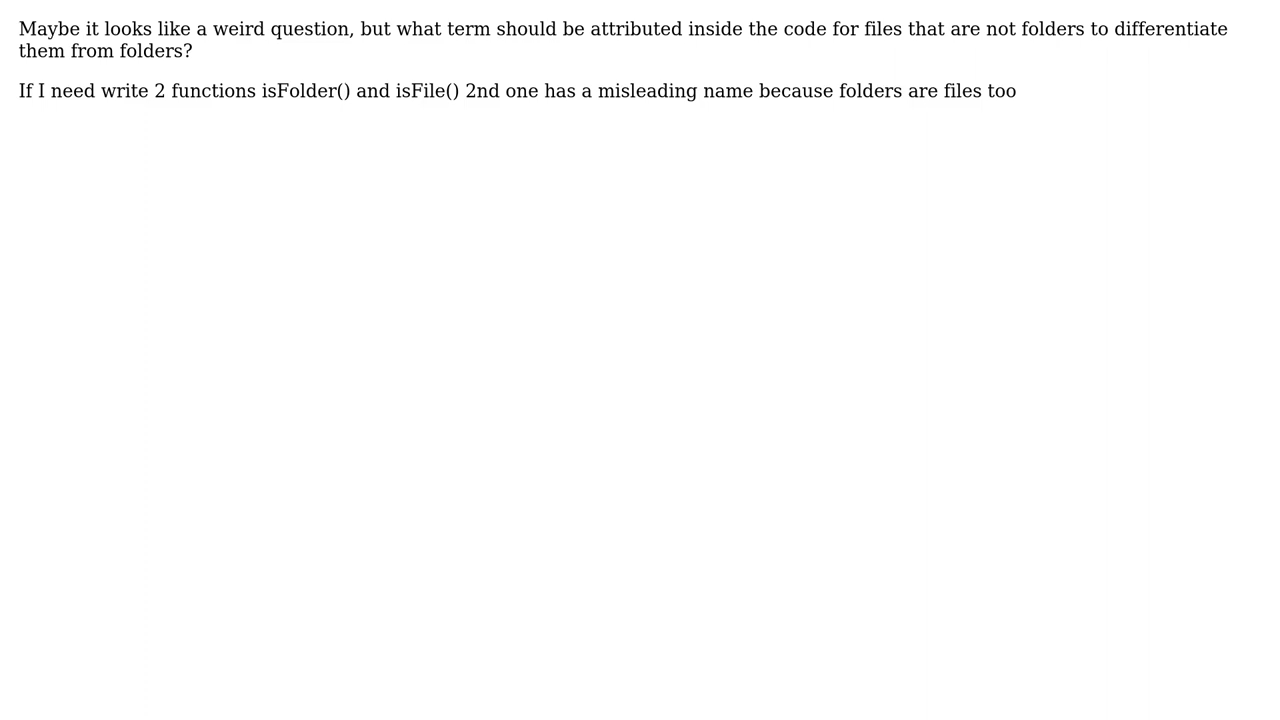 Maybe it looks like a weird question, but what term should be attributed inside the code for files that are not folders to differentiate
them from folders?
If I need write 2 functions isFolder() and isFile() 2nd one has a misleading name because folders are files too